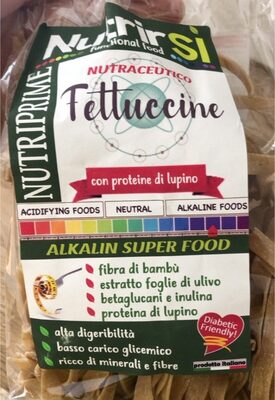 NutrirSì
functional food
NUTRIPRIME
NUTRACEUTICO
Fettuccine
con proteine di lupino
ACIDIFYING FOODS NEUTRAL ALKALINE FOODS
ALKALIN SUPER FOOD
fibra di bambù
estratto foglie di ulivo
betaglucani e inulina
proteina di lupino
alta digeribilità
basso carico glicemico
ricco di minerali e fibre
Diabetic
Friendly!
prodotto italiano